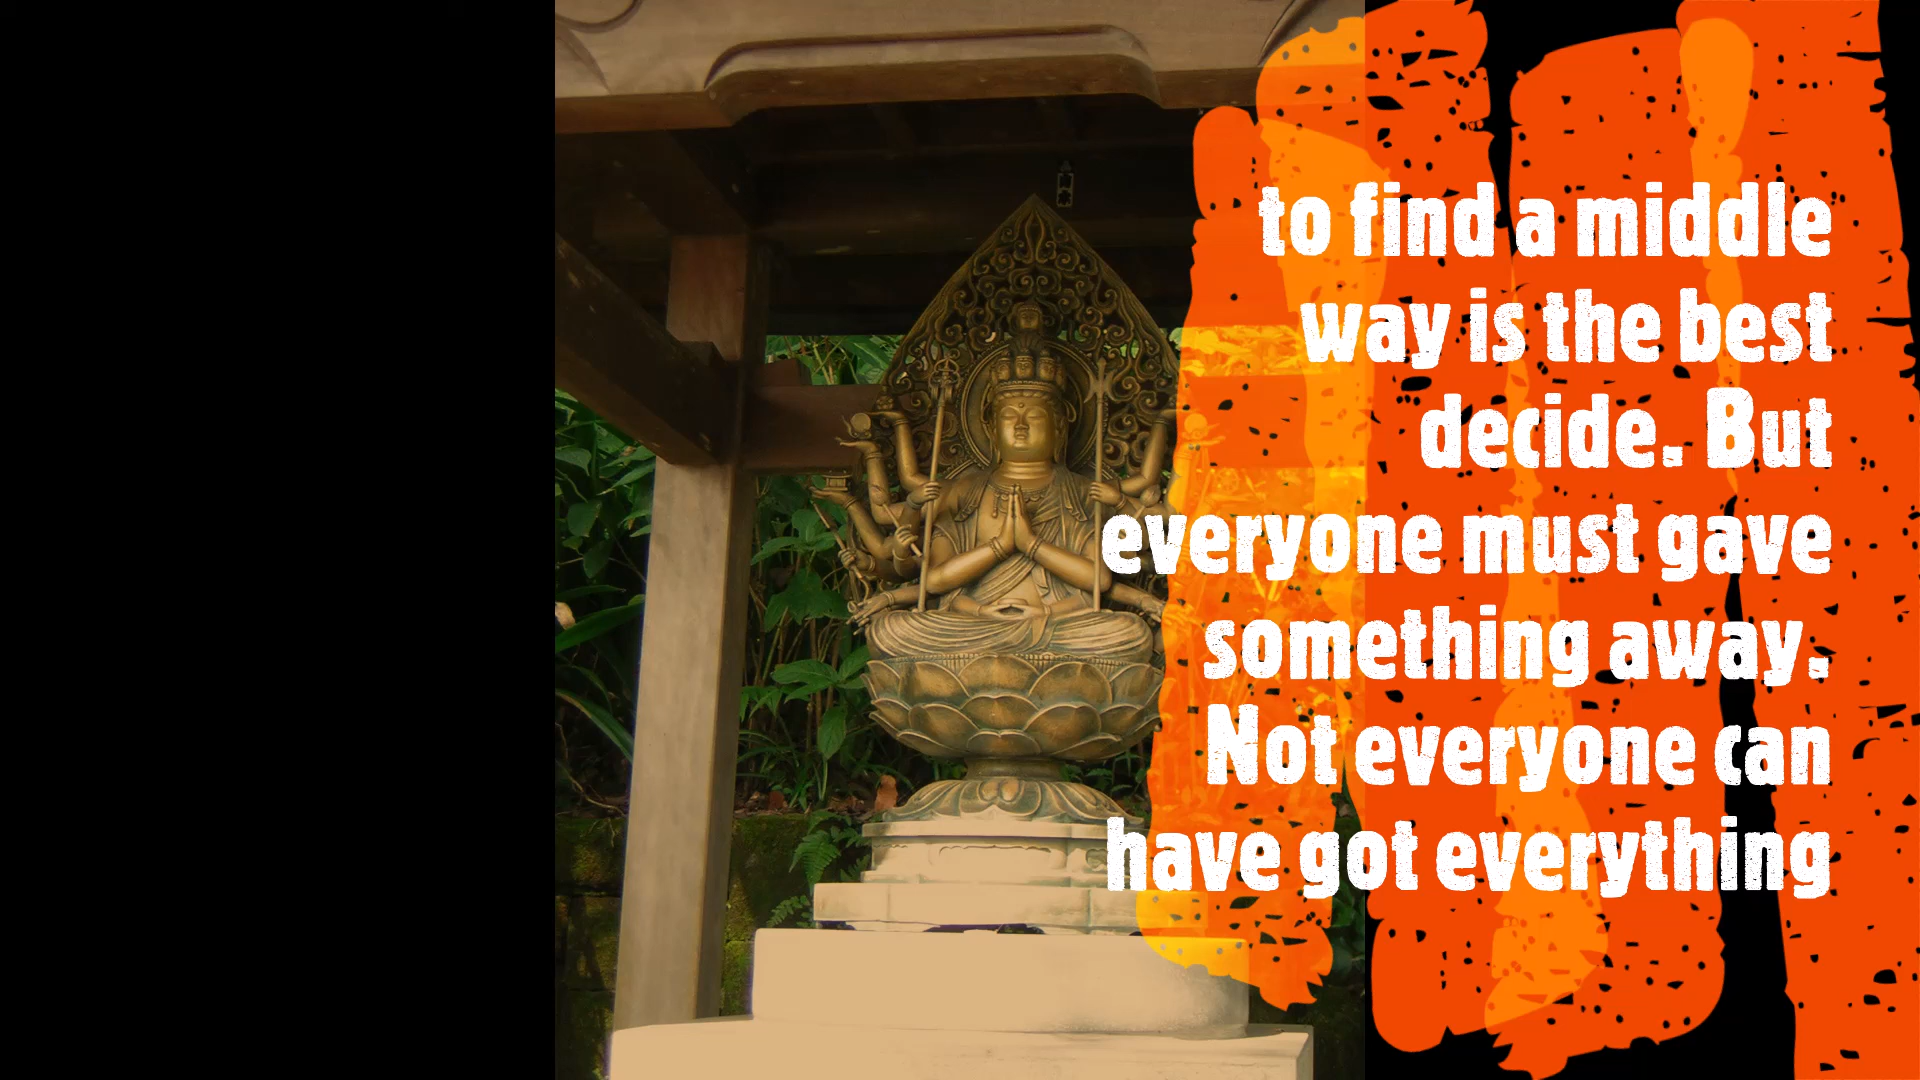 to find a middle
way is the best
decide. But
everyone must gave
something away.
Not everyone can
have got everything